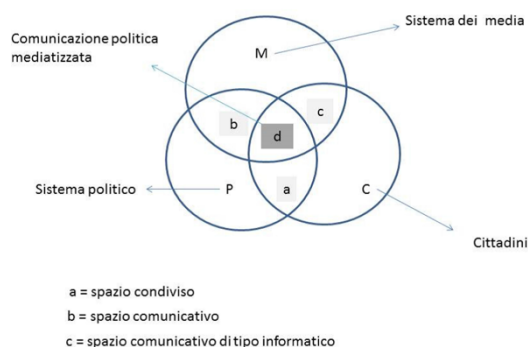 Sistema dei media
Comunicazione politica
mediatizzata
M
b
c
d
Sistema politico
P
a
C
Cittadini
a = spazio condiviso
b = spazio comunicativo
c = spazio comunicativo di tipo informatico